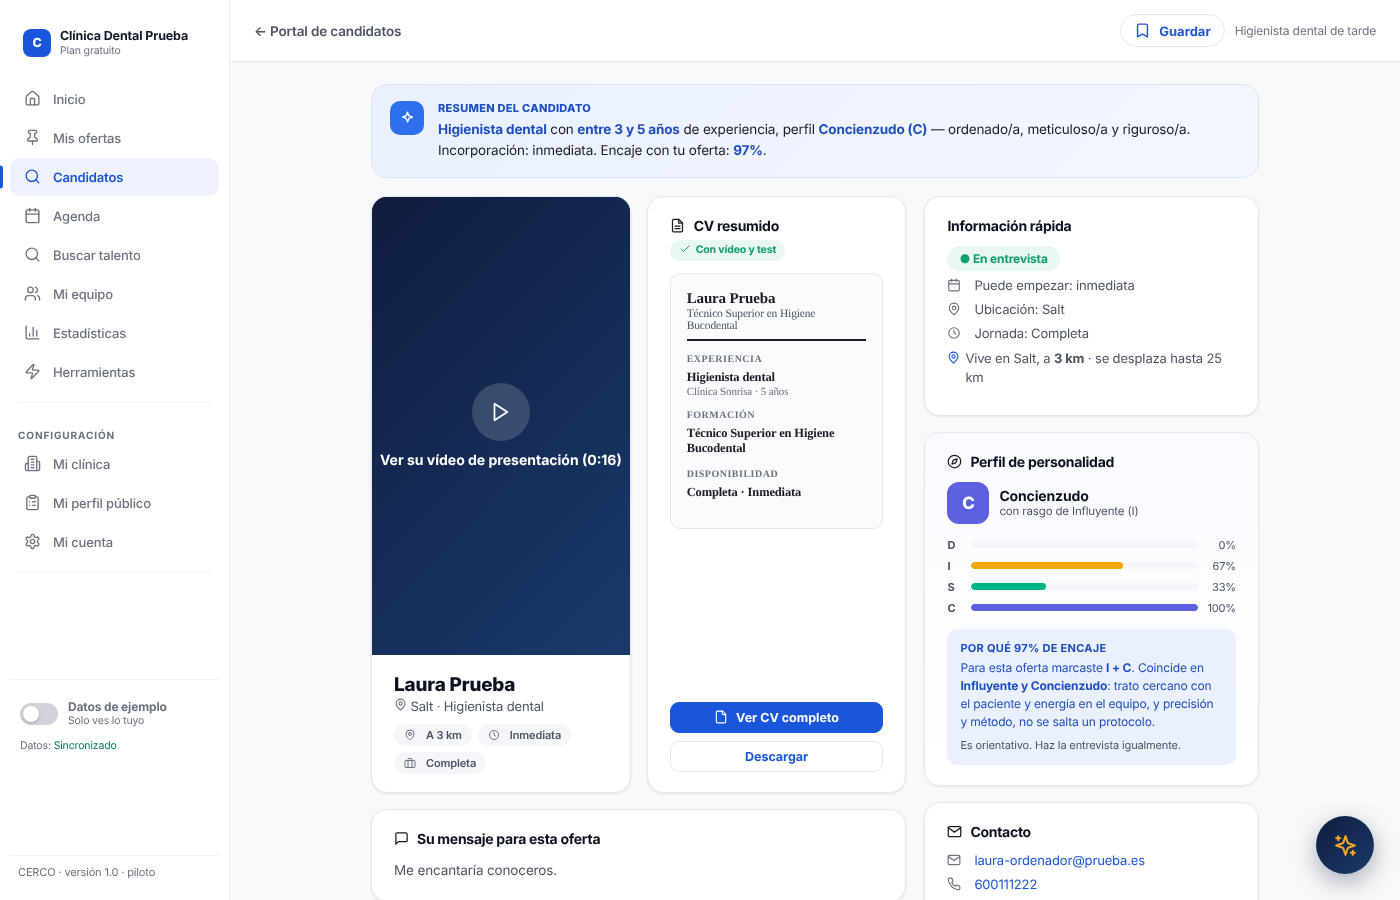 C
Clínica Dental Prueba
Plan gratuito
Inicio
Mis ofertas
Candidatos
Agenda
Buscar talento
Mi equipo
Estadísticas
Herramientas
CONFIGURACIÓN
Mi clínica
Mi perfil público
Mi cuenta
Datos de ejemplo
Solo ves lo tuyo
Datos: Sincronizado
CERCO · versión 1.0 · piloto
← Portal de candidatos
Guardar
Higienista dental de tarde
RESUMEN DEL CANDIDATO
Higienista dental con entre 3 y 5 años de experiencia, perfil Concienzudo (C) — ordenado/a, meticuloso/a y riguroso/a.
Incorporación: inmediata. Encaje con tu oferta: 97%.
Ver su vídeo de presentación (0:16)
Laura Prueba
Salt · Higienista dental
A 3 km
Inmediata
Completa
CV resumido
Con vídeo y test
Laura Prueba
Técnico Superior en Higiene
Bucodental
EXPERIENCIA
Higienista dental
Clínica Sonrisa · 5 años
FORMACIÓN
Técnico Superior en Higiene
Bucodental
DISPONIBILIDAD
Completa · Inmediata
Ver CV completo
Descargar
Su mensaje para esta oferta
Me encantaría conoceros.
Información rápida
En entrevista
Puede empezar: inmediata
Ubicación: Salt
Jornada: Completa
Vive en Salt, a 3 km · se desplaza hasta 25
km
Perfil de personalidad
C
Concienzudo
con rasgo de Influyente (I)
D 0%
I 67%
S 33%
C 100%
POR QUÉ 97% DE ENCAJE
Para esta oferta marcaste I + C. Coincide en
Influyente y Concienzudo: trato cercano con
el paciente y energía en el equipo, y precisión
y método, no se salta un protocolo.
Es orientativo. Haz la entrevista igualmente.
Contacto
laura-ordenador@prueba.es
600111222